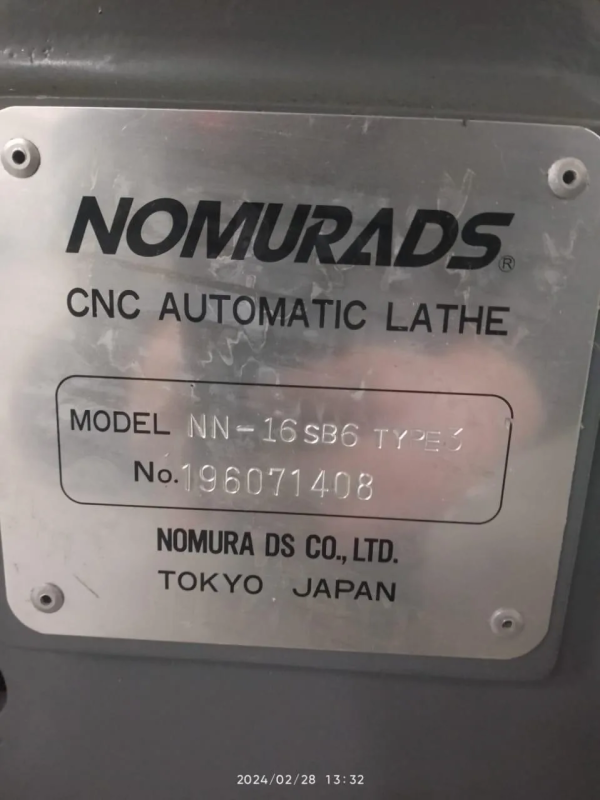 NOMURADS®
CNC AUTOMATIC LATHE
MODEL NN-16SB6 TYPE3
No.196071408
NOMURA DS CO.,LTD.
TOKYO JAPAN
2024/02/28 13:32